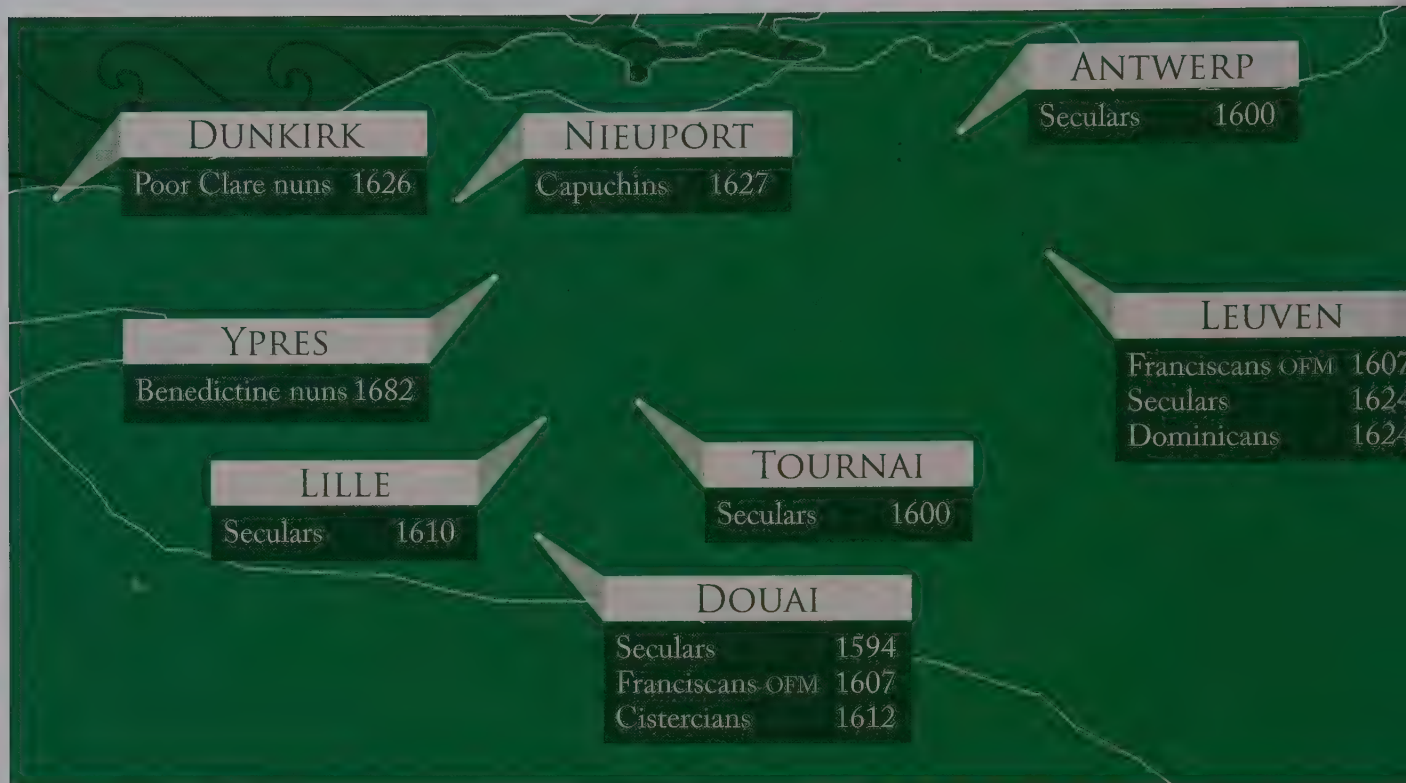 ANTWERP
Seculars 1600
DUNKIRK
Poor Clare nuns 1626
NIEUPORT
Capuchins 1627
LEUVEN
Franciscans OFM 1607
Seculars 1624
Dominicans 1624
YPRES
Benedictine nuns 1682
LILLE
Seculars 1610
TOURNAI
Seculars 1600
DOUAI
Seculars 1594
Franciscans OFM 1607
Cistercians 1612